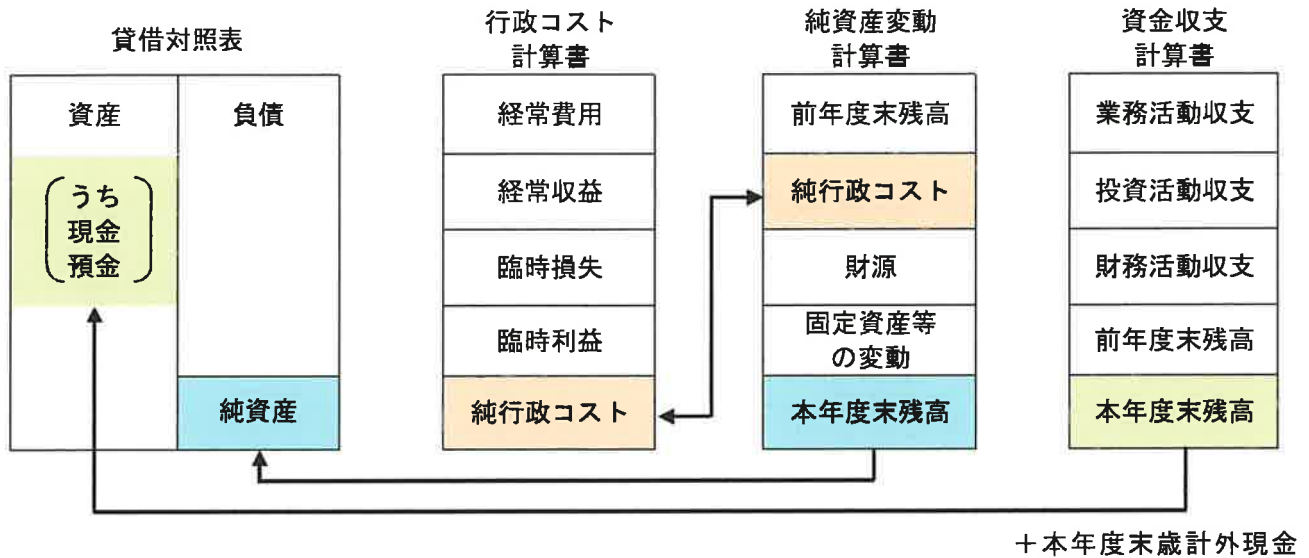 貸借対照表
資産
負債
うち
現金
預金
純資産
行政コスト
計算書
経常費用
経常収益
臨時損失
臨時利益
純行政コスト
純資産変動
計算書
前年度末残高
純行政コスト
財源
固定資産等
の変動
本年度末残高
資金収支
計算書
業務活動収支
投資活動収支
財務活動収支
前年度末残高
本年度末残高
＋本年度末歳計外現金